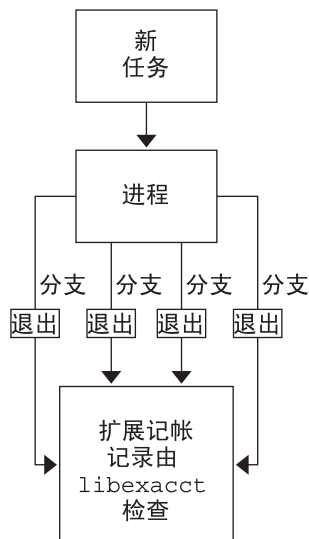 新
任务
进程
分支 分支 分支 分支
退出 退出 退出 退出
扩展记帐
记录由
libexacct
检查